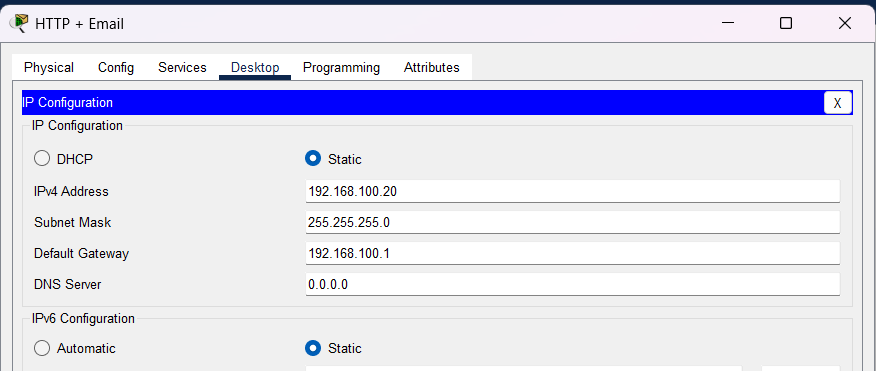 HTTP + Email
Physical Config Services Desktop Programming Attributes
IP Configuration X
IP Configuration
DHCP Static
IPv4 Address 192.168.100.20
Subnet Mask 255.255.255.0
Default Gateway 192.168.100.1
DNS Server 0.0.0.0
IPv6 Configuration
Automatic Static